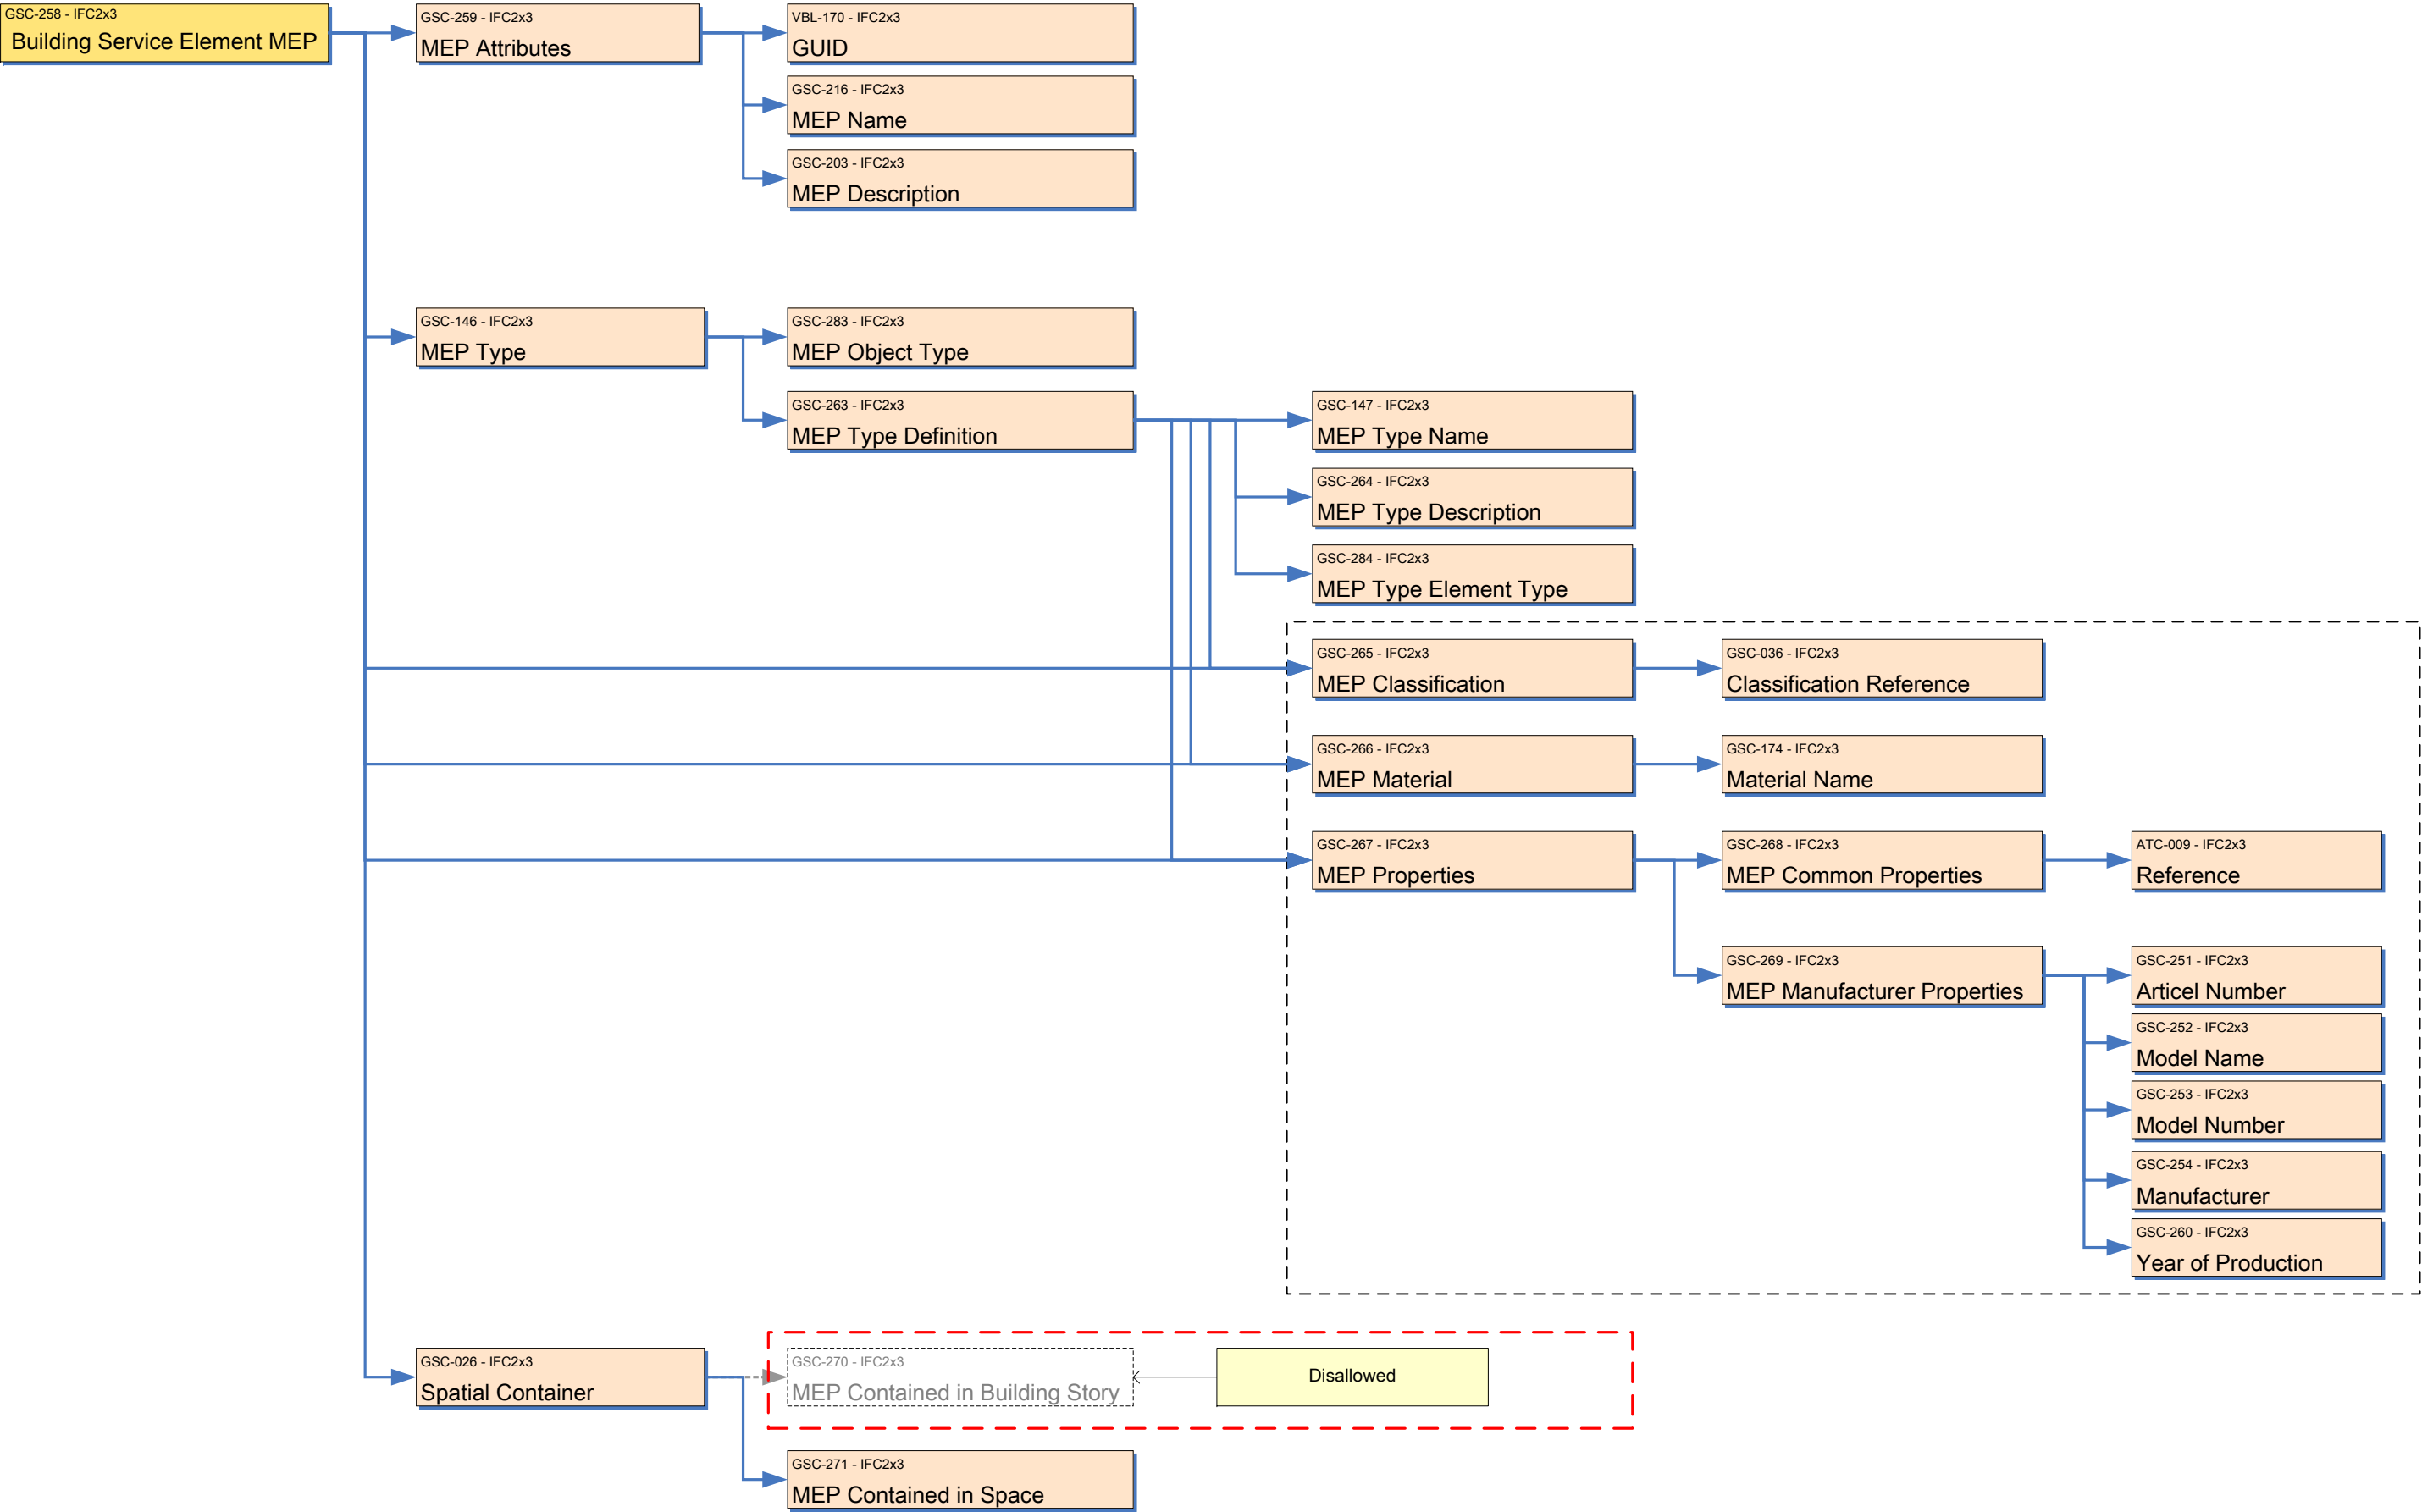 GSC-258 - IFC2x3
Building Service Element MEP
GSC-259 - IFC2x3
MEP Attributes
VBL-170 - IFC2x3
GUID
GSC-216 - IFC2x3
MEP Name
GSC-203 - IFC2x3
MEP Description
GSC-146 - IFC2x3
MEP Type
GSC-283 - IFC2x3
MEP Object Type
GSC-263 - IFC2x3
MEP Type Definition
GSC-147 - IFC2x3
MEP Type Name
GSC-264 - IFC2x3
MEP Type Description
GSC-284 - IFC2x3
MEP Type Element Type
GSC-265 - IFC2x3
MEP Classification
GSC-036 - IFC2x3
Classification Reference
GSC-266 - IFC2x3
MEP Material
GSC-174 - IFC2x3
Material Name
GSC-267 - IFC2x3
MEP Properties
GSC-268 - IFC2x3
MEP Common Properties
ATC-009 - IFC2x3
Reference
GSC-269 - IFC2x3
MEP Manufacturer Properties
GSC-251 - IFC2x3
Articel Number
GSC-252 - IFC2x3
Model Name
GSC-253 - IFC2x3
Model Number
GSC-254 - IFC2x3
Manufacturer
GSC-260 - IFC2x3
Year of Production
GSC-026 - IFC2x3
Spatial Container
GSC-270 - IFC2x3
MEP Contained in Building Story
Disallowed
GSC-271 - IFC2x3
MEP Contained in Space